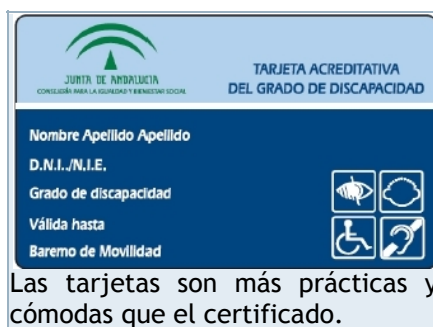 JUNTA DE ANDALUCIA
CONSEJERÍA PARA LA IGUALDAD Y BIENESTAR SOCIAL
TARJETA ACREDITATIVA
DEL GRADO DE DISCAPACIDAD
Nombre Apellido Apellido
D.N.I../N.I.E.
Grado de discapacidad
Válida hasta
Baremo de Movilidad
Las tarjetas son más prácticas y
cómodas que el certificado.